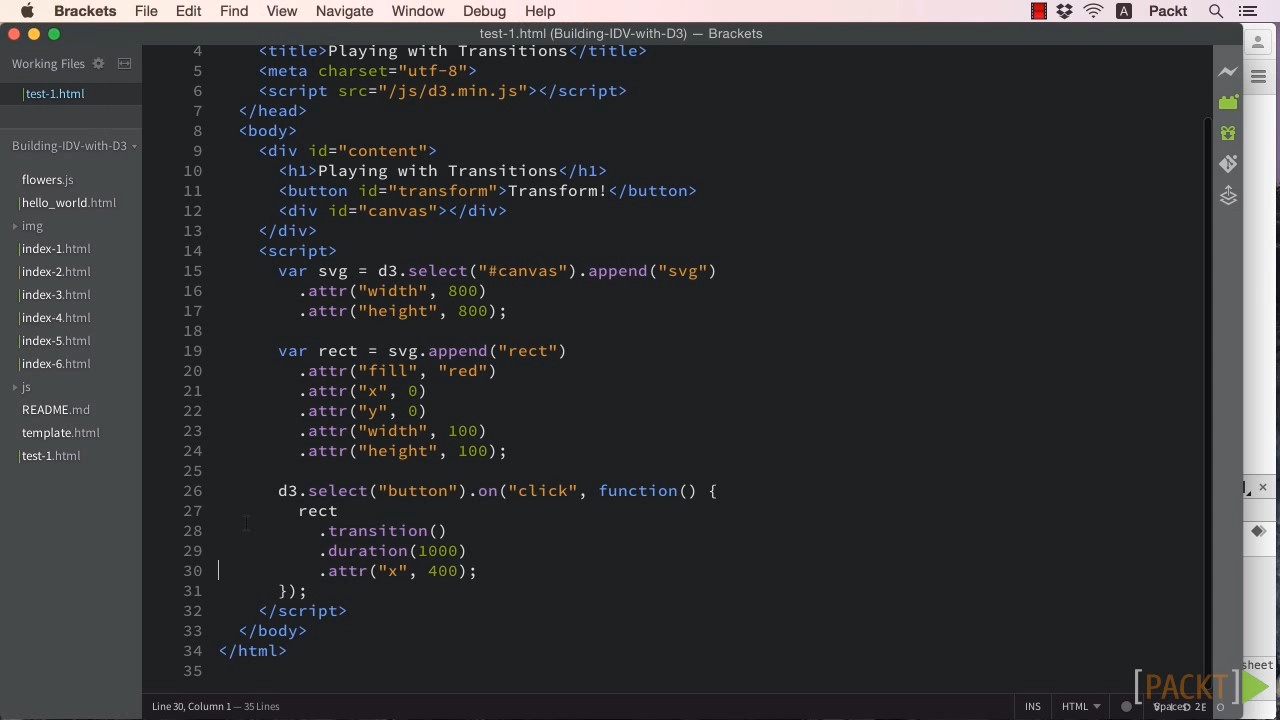 Brackets File Edit Find View Navigate Window Debug Help A Packt
test-1.html (Building-IDV-with-D3) — Brackets
Working Files
test-1.html
Building-IDV-with-D3
flowers.js
hello_world.html
img
index-1.html
index-2.html
index-3.html
index-4.html
index-5.html
index-6.html
js
README.md
template.html
test-1.html
4 <title>Playing with Transitions</title>
5 <meta charset="utf-8">
6 <script src="/js/d3.min.js"></script>
7 </head>
8 <body>
9 <div id="content">
10 <h1>Playing with Transitions</h1>
11 <button id="transform">Transform!</button>
12 <div id="canvas"></div>
13 </div>
14 <script>
15 var svg = d3.select("#canvas").append("svg")
16 .attr("width", 800)
17 .attr("height", 800);
18
19 var rect = svg.append("rect")
20 .attr("fill", "red")
21 .attr("x", 0)
22 .attr("y", 0)
23 .attr("width", 100)
24 .attr("height", 100);
25
26 d3.select("button").on("click", function() {
27 rect
28 .transition()
29 .duration(1000)
30 .attr("x", 400);
31 });
32 </script>
33 </body>
34 </html>
35
sheet
[PACKT]
Line 30, Column 1 — 35 Lines
INS HTML